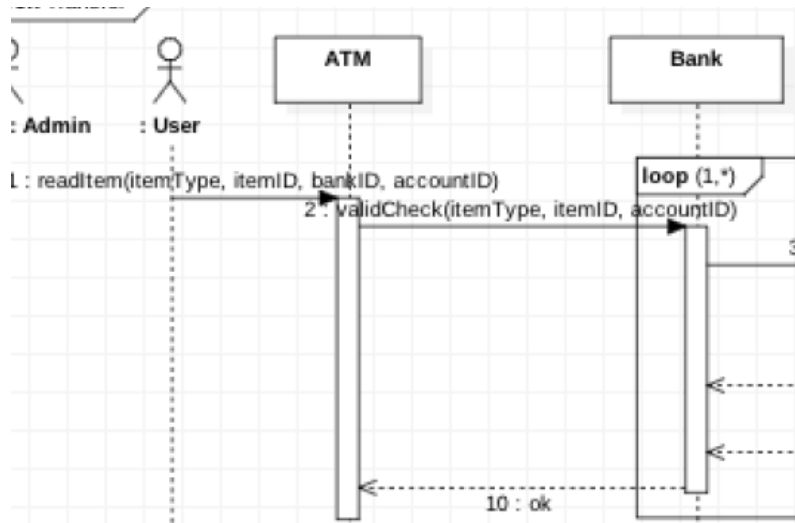 ATM
Bank
: Admin
: User
loop (1,*)
1 : readItem(itemType, itemID, bankID, accountID)
2 : validCheck(itemType, itemID, accountID)
3
10 : ok